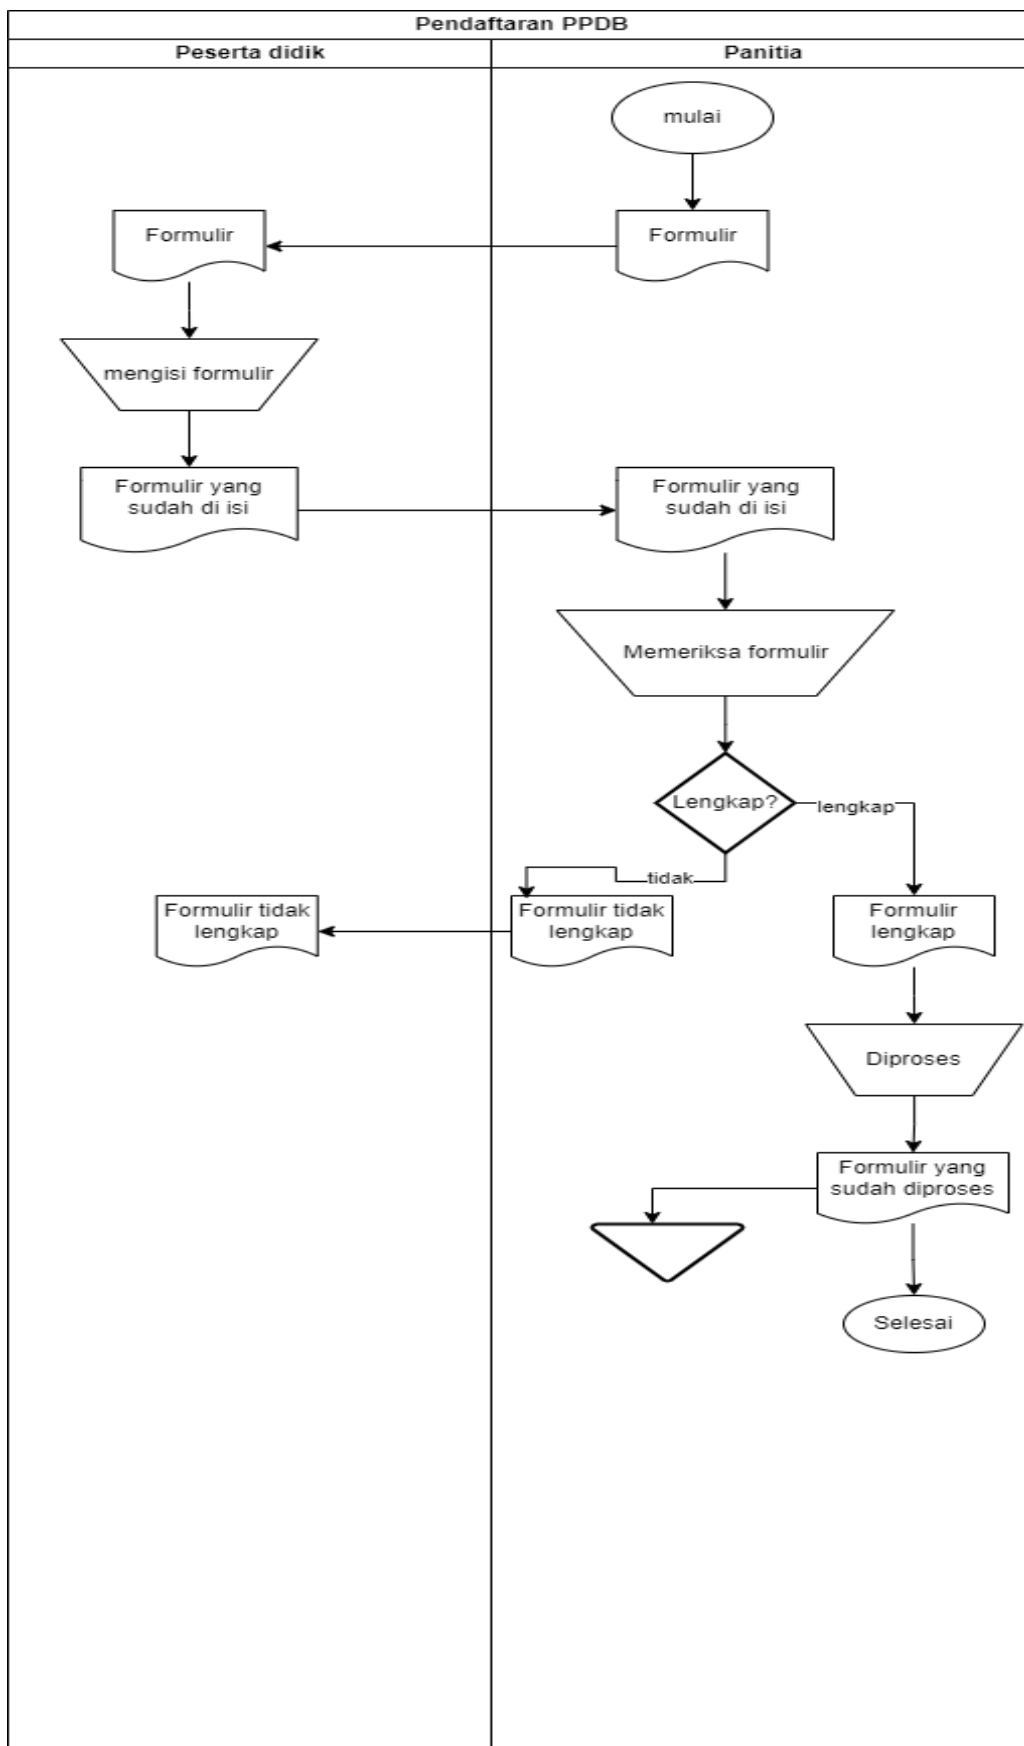 Pendaftaran PPDB
Peserta didik
Panitia
mulai
Formulir
Formulir
mengisi formulir
Formulir yang
sudah di isi
Formulir yang
sudah di isi
Memeriksa formulir
Lengkap?
lengkap
tidak
Formulir tidak
lengkap
Formulir tidak
lengkap
Formulir
lengkap
Diproses
Formulir yang
sudah diproses
Selesai